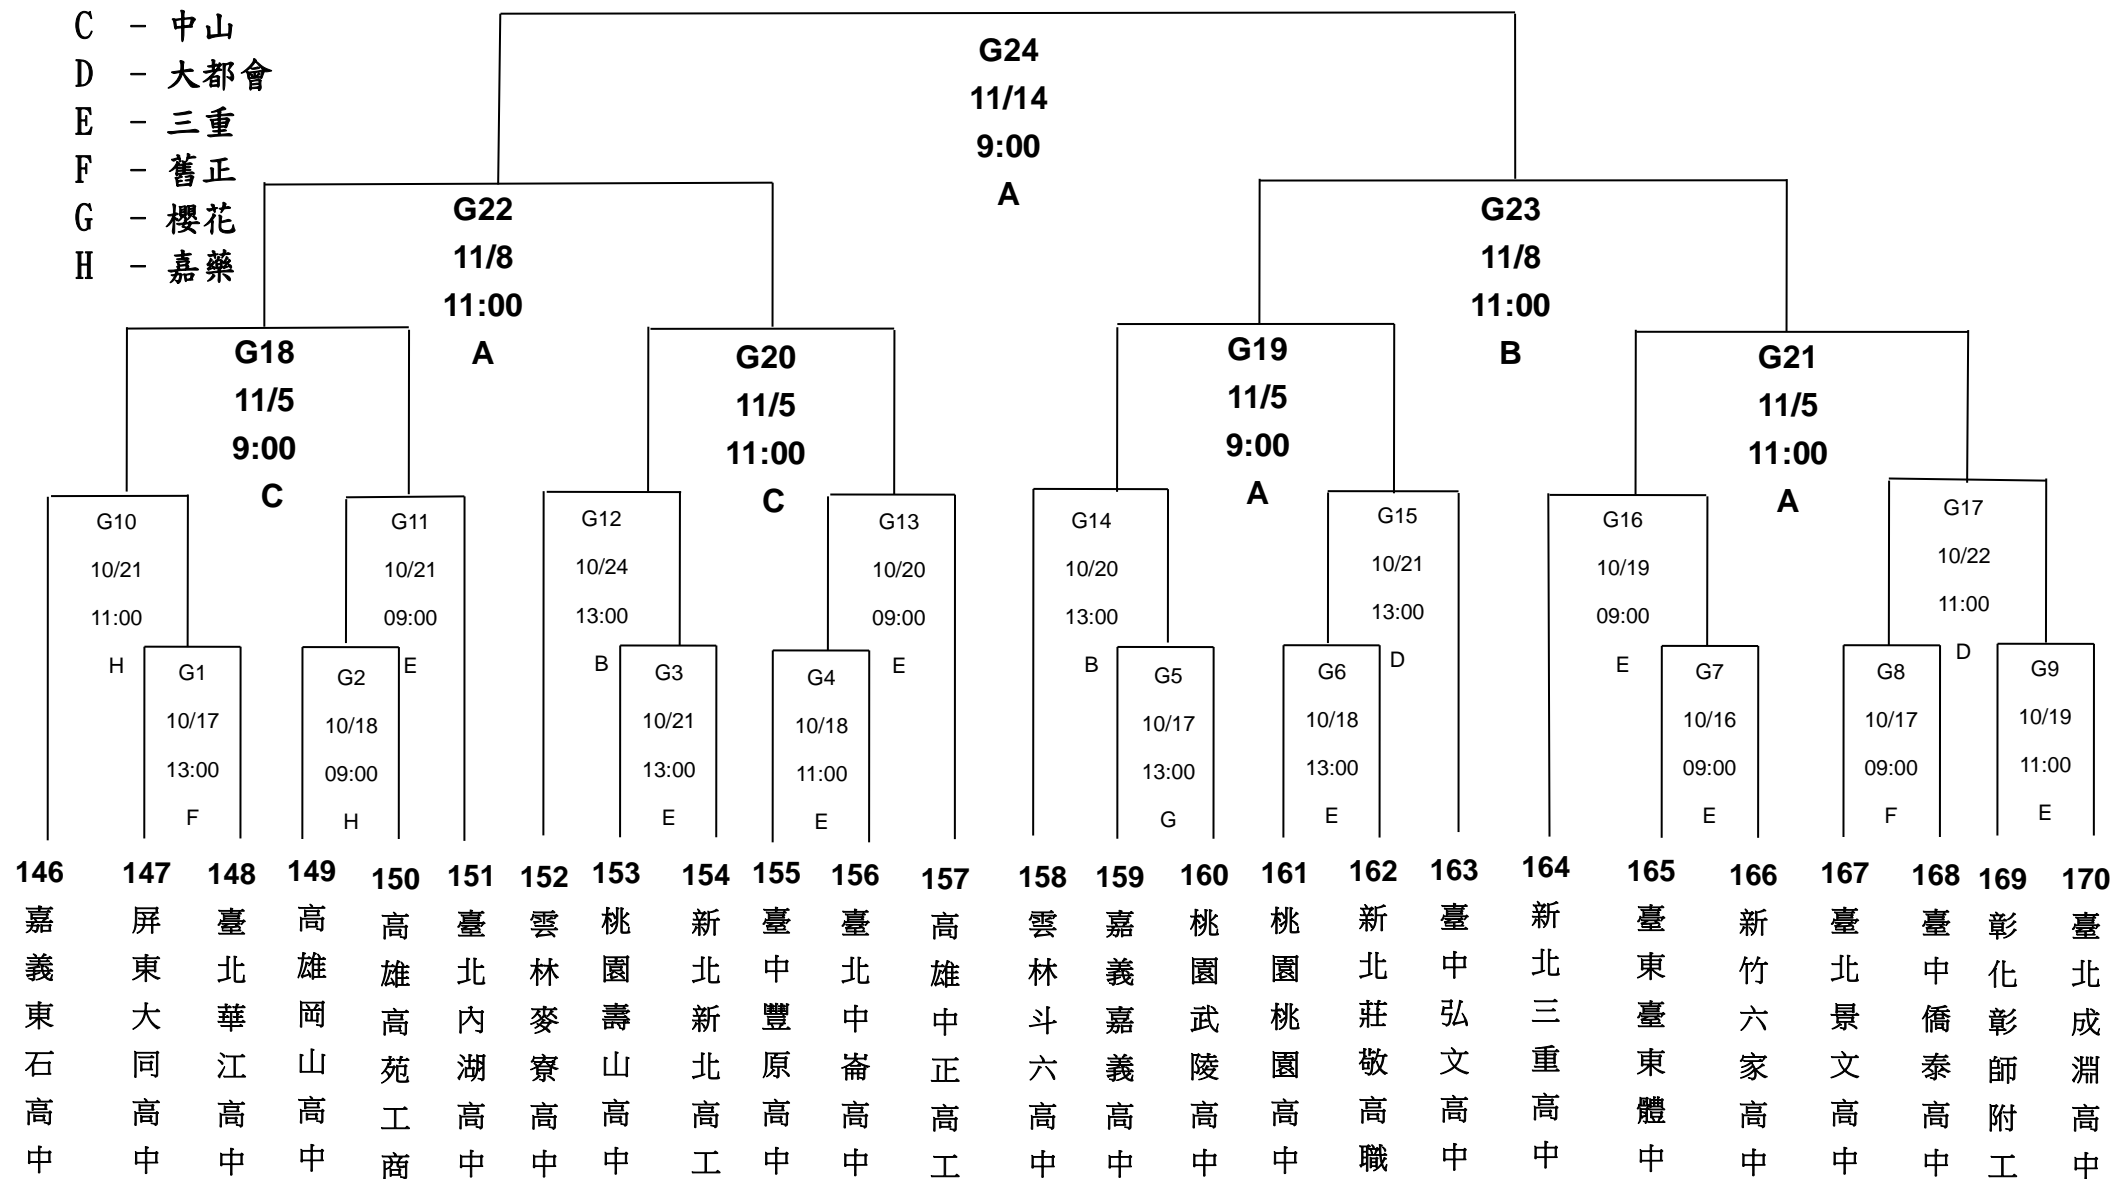 C - 中山
D - 大都會
E - 三重
F - 舊正
G - 櫻花
H - 嘉藥
G24
11/14
9:00
A
G22
11/8
11:00
A
G23
11/8
11:00
B
G18
11/5
9:00
C
G20
11/5
11:00
C
G19
11/5
9:00
A
G21
11/5
11:00
A
G10
10/21
11:00
H
G11
10/21
09:00
E
G12
10/24
13:00
B
G13
10/20
09:00
E
G14
10/20
13:00
B
G15
10/21
13:00
D
G16
10/19
09:00
E
G17
10/22
11:00
D
G1
10/17
13:00
F
G2
10/18
09:00
H
G3
10/21
13:00
E
G4
10/18
11:00
E
G5
10/17
13:00
G
G6
10/18
13:00
E
G7
10/16
09:00
E
G8
10/17
09:00
F
G9
10/19
11:00
E
146
嘉義東石高中
147
屏東大同高中
148
臺北華江高中
149
高雄岡山高中
150
高雄高苑工商
151
臺北內湖高中
152
雲林麥寮高中
153
桃園壽山高中
154
新北新北高工
155
臺中豐原高中
156
臺北中崙高中
157
高雄中正高工
158
雲林斗六高中
159
嘉義嘉義高中
160
桃園武陵高中
161
桃園桃園高中
162
新北莊敬高職
163
臺中弘文高中
164
新北三重高中
165
臺東臺東體中
166
新竹六家高中
167
臺北景文高中
168
臺中僑泰高中
169
彰化彰師附工
170
臺北成淵高中